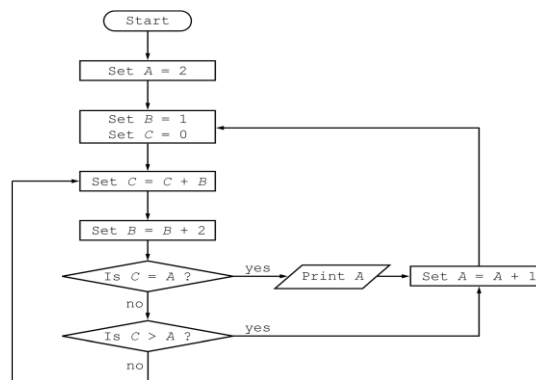 Start
Set A = 2
Set B = 1
Set C = 0
Set C = C + B
Set B = B + 2
Is C = A ?
yes
Print A
Set A = A + 1
no
Is C > A ?
yes
no